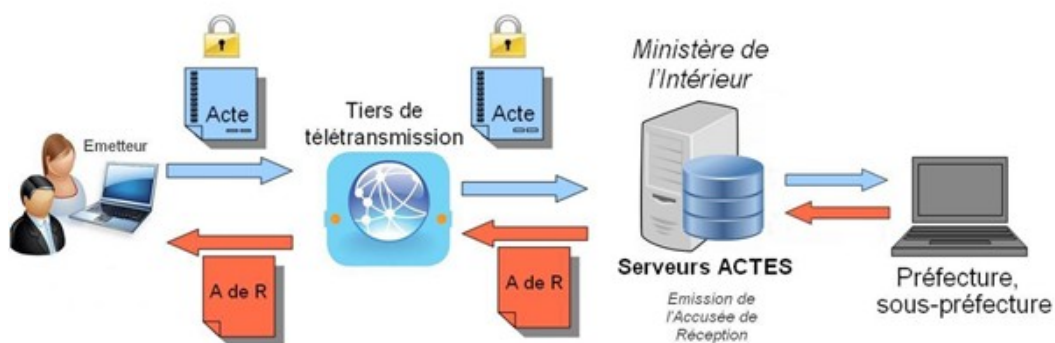 Ministère de
l'Intérieur
Acte
Tiers de
télétransmission
Acte
Emetteur
A de R
A de R
Serveurs ACTES
Emission de
l'Accusée de
Réception
Préfecture,
sous-préfecture